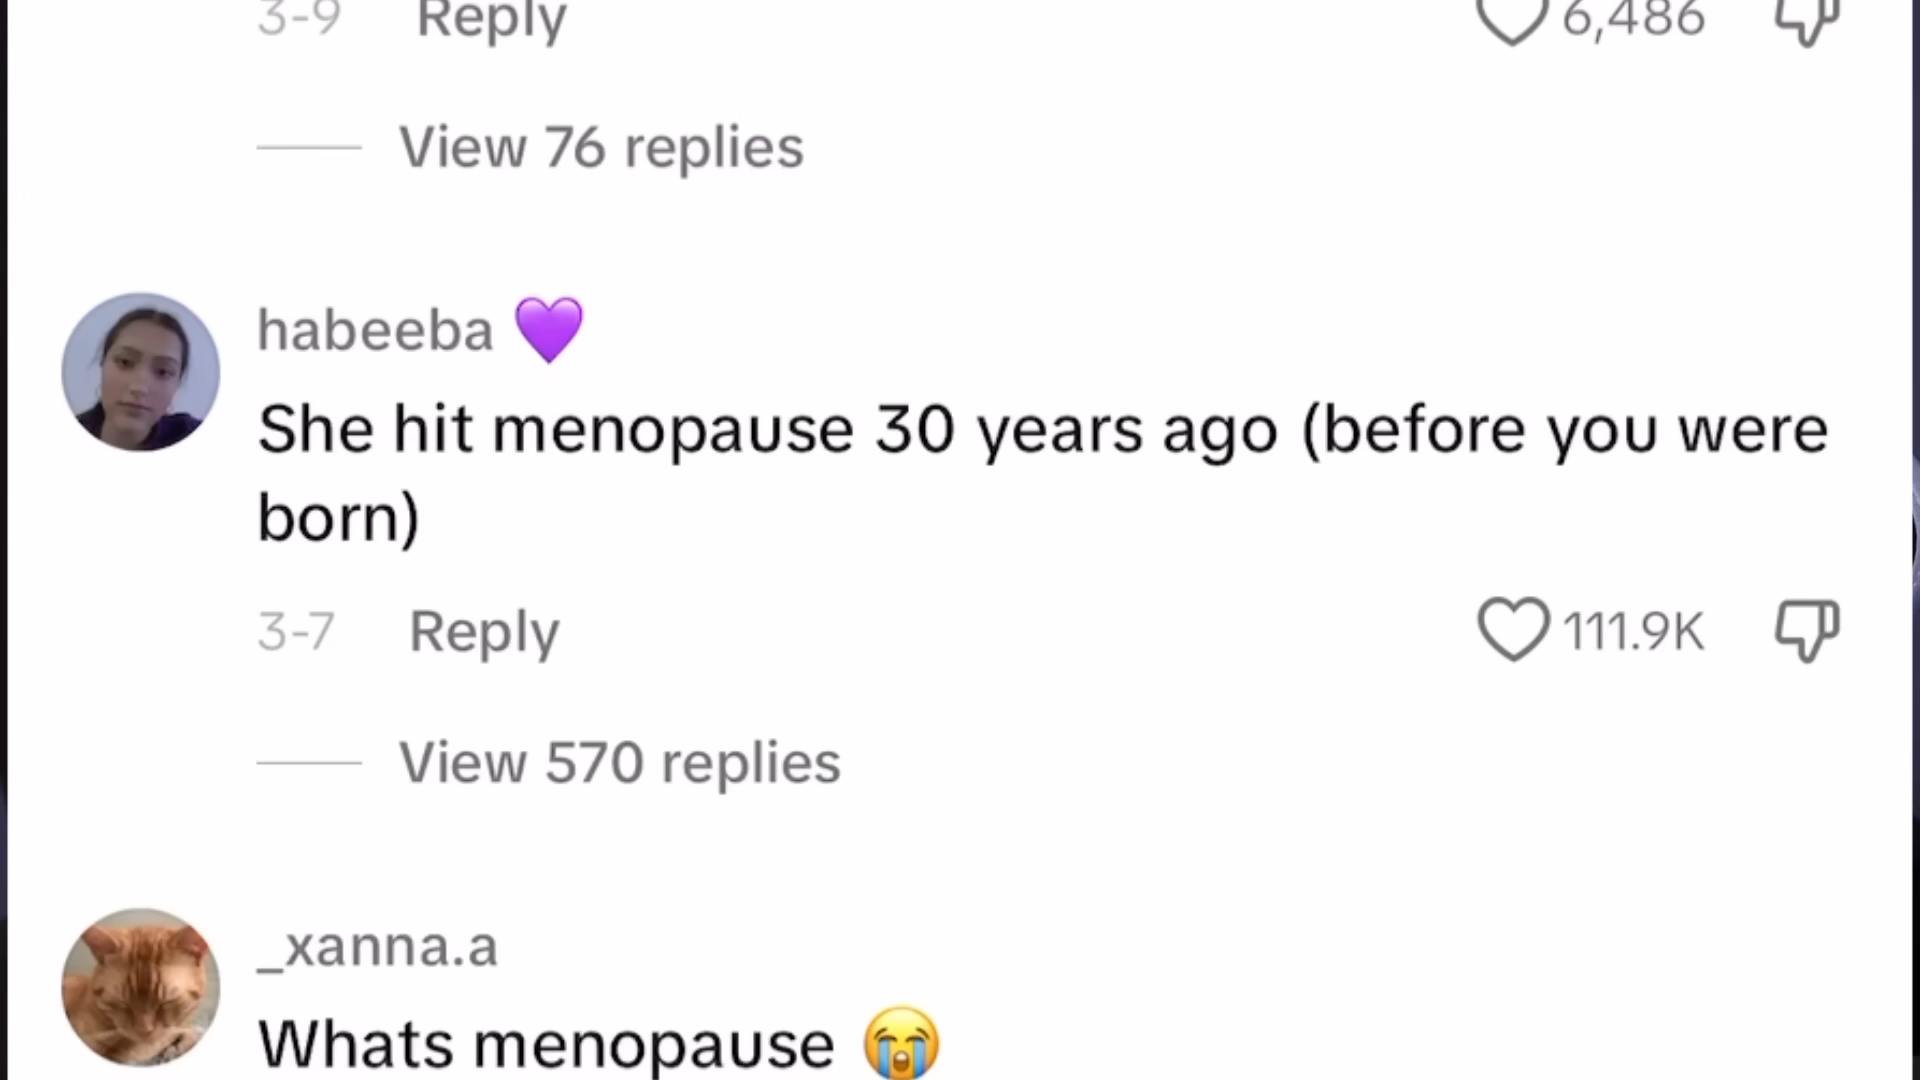 3-9 Reply 6,486
View 76 replies
habeeba 💜
She hit menopause 30 years ago (before you were
born)
3-7 Reply 111.9K
View 570 replies
_xanna.a
Whats menopause 😭